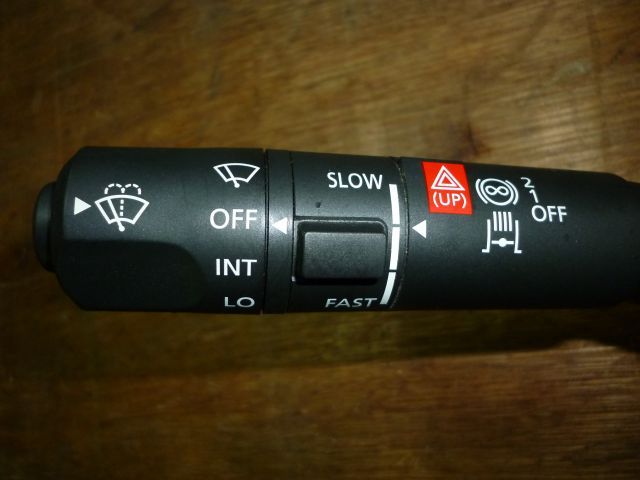 OFF
INT
LO
SLOW
FAST
(UP)
2
1
OFF